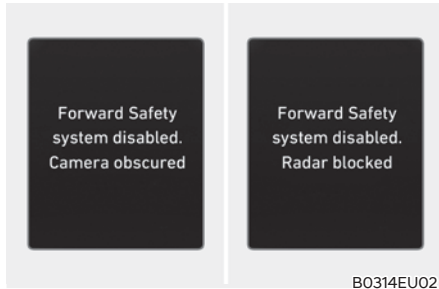 Forward Safety
system disabled.
Camera obscured
Forward Safety
system disabled.
Radar blocked
B0314EU02